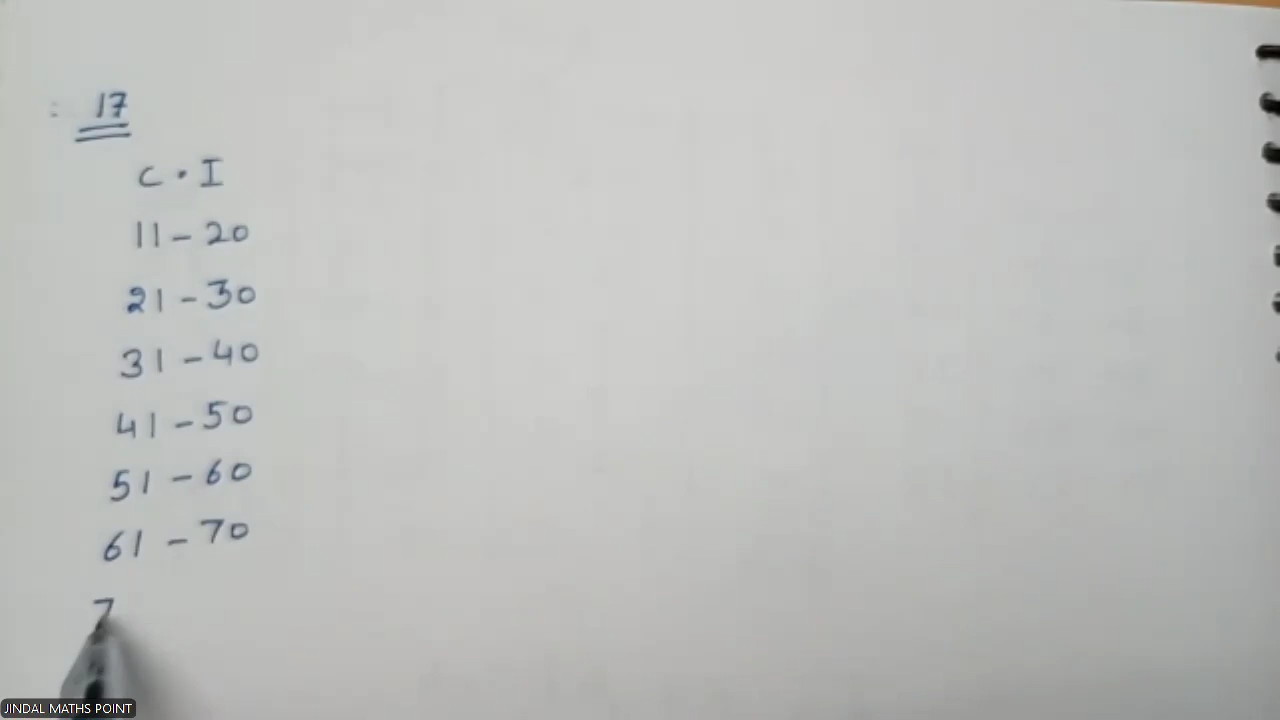 17
C . I
11 - 20
21 - 30
31 - 40
41 - 50
51 - 60
61 - 70
7
JINDAL MATHS POINT